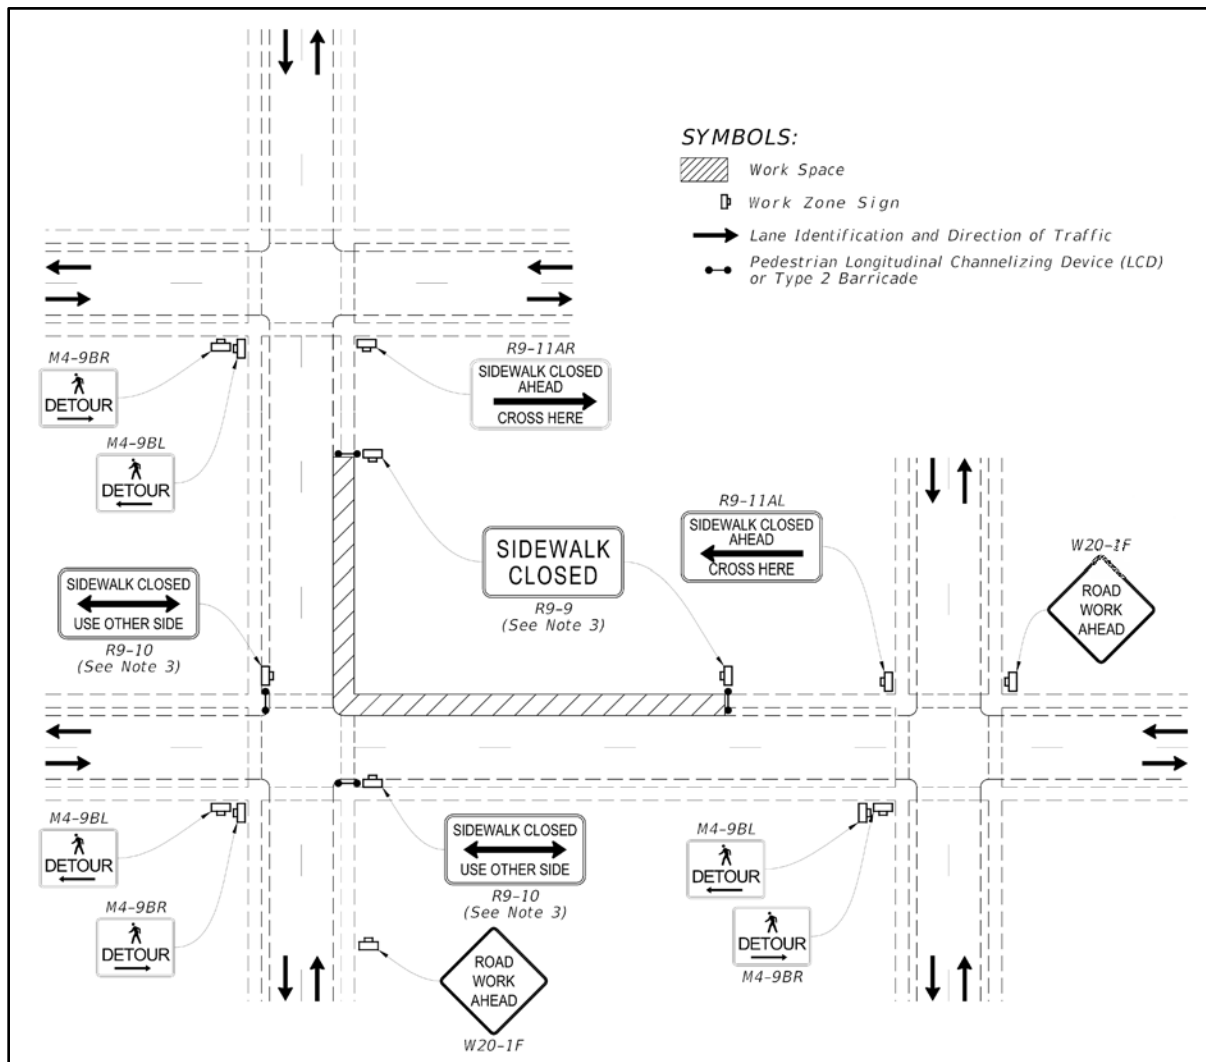 SYMBOLS:
Work Space
Work Zone Sign
Lane Identification and Direction of Traffic
Pedestrian Longitudinal Channelizing Device (LCD)
or Type 2 Barricade
M4-9BR
DETOUR
M4-9BL
DETOUR
R9-11AR
SIDEWALK CLOSED
AHEAD
CROSS HERE
SIDEWALK CLOSED
USE OTHER SIDE
R9-10
(See Note 3)
SIDEWALK
CLOSED
R9-9
(See Note 3)
R9-11AL
SIDEWALK CLOSED
AHEAD
CROSS HERE
W20-1F
ROAD
WORK
AHEAD
M4-9BL
DETOUR
M4-9BR
DETOUR
SIDEWALK CLOSED
USE OTHER SIDE
R9-10
(See Note 3)
ROAD
WORK
AHEAD
W20-1F
M4-9BL
DETOUR
DETOUR
M4-9BR